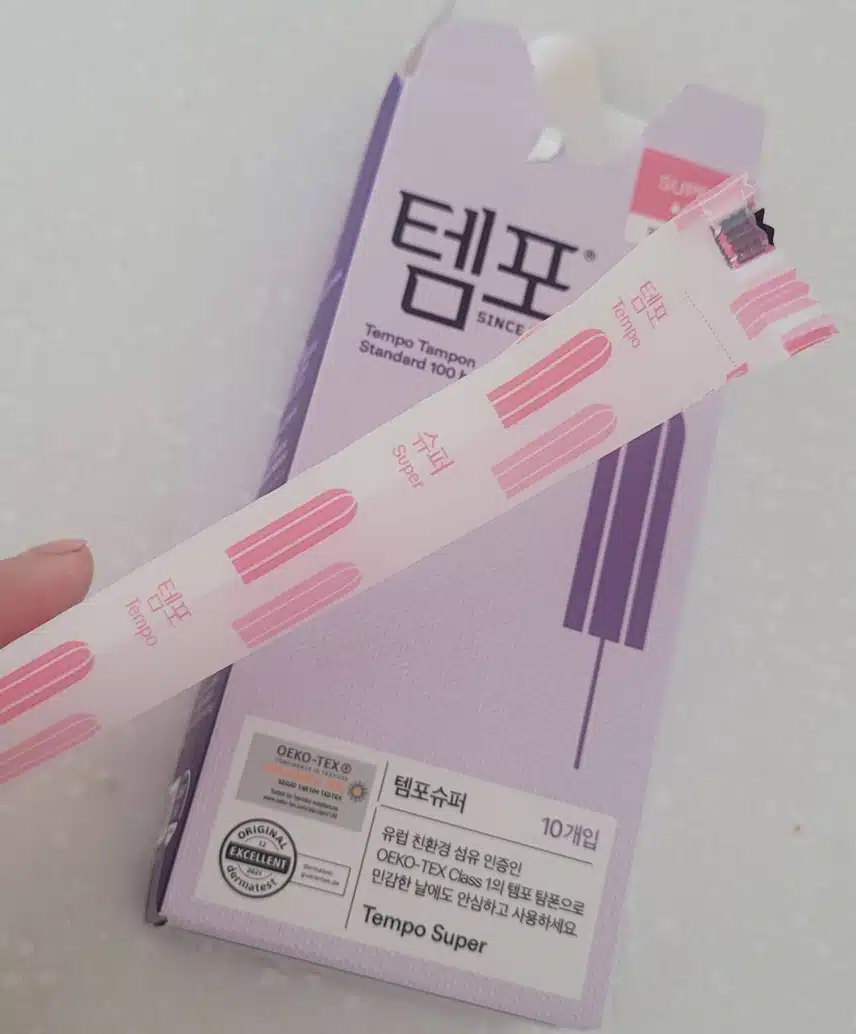 템포®
SINCE
Tempo Tampon
Standard 100
SUPE
템포
Tempo
슈퍼
Super
템포
Tempo
OEKO-TEX®
ORIGINAL
EXCELLENT
2021
dermatest
템포슈퍼
10개입
유럽 친환경 섬유 인증인
OEKO-TEX Class 1의 템포 탐폰으로
민감한 날에도 안심하고 사용하세요
Tempo Super